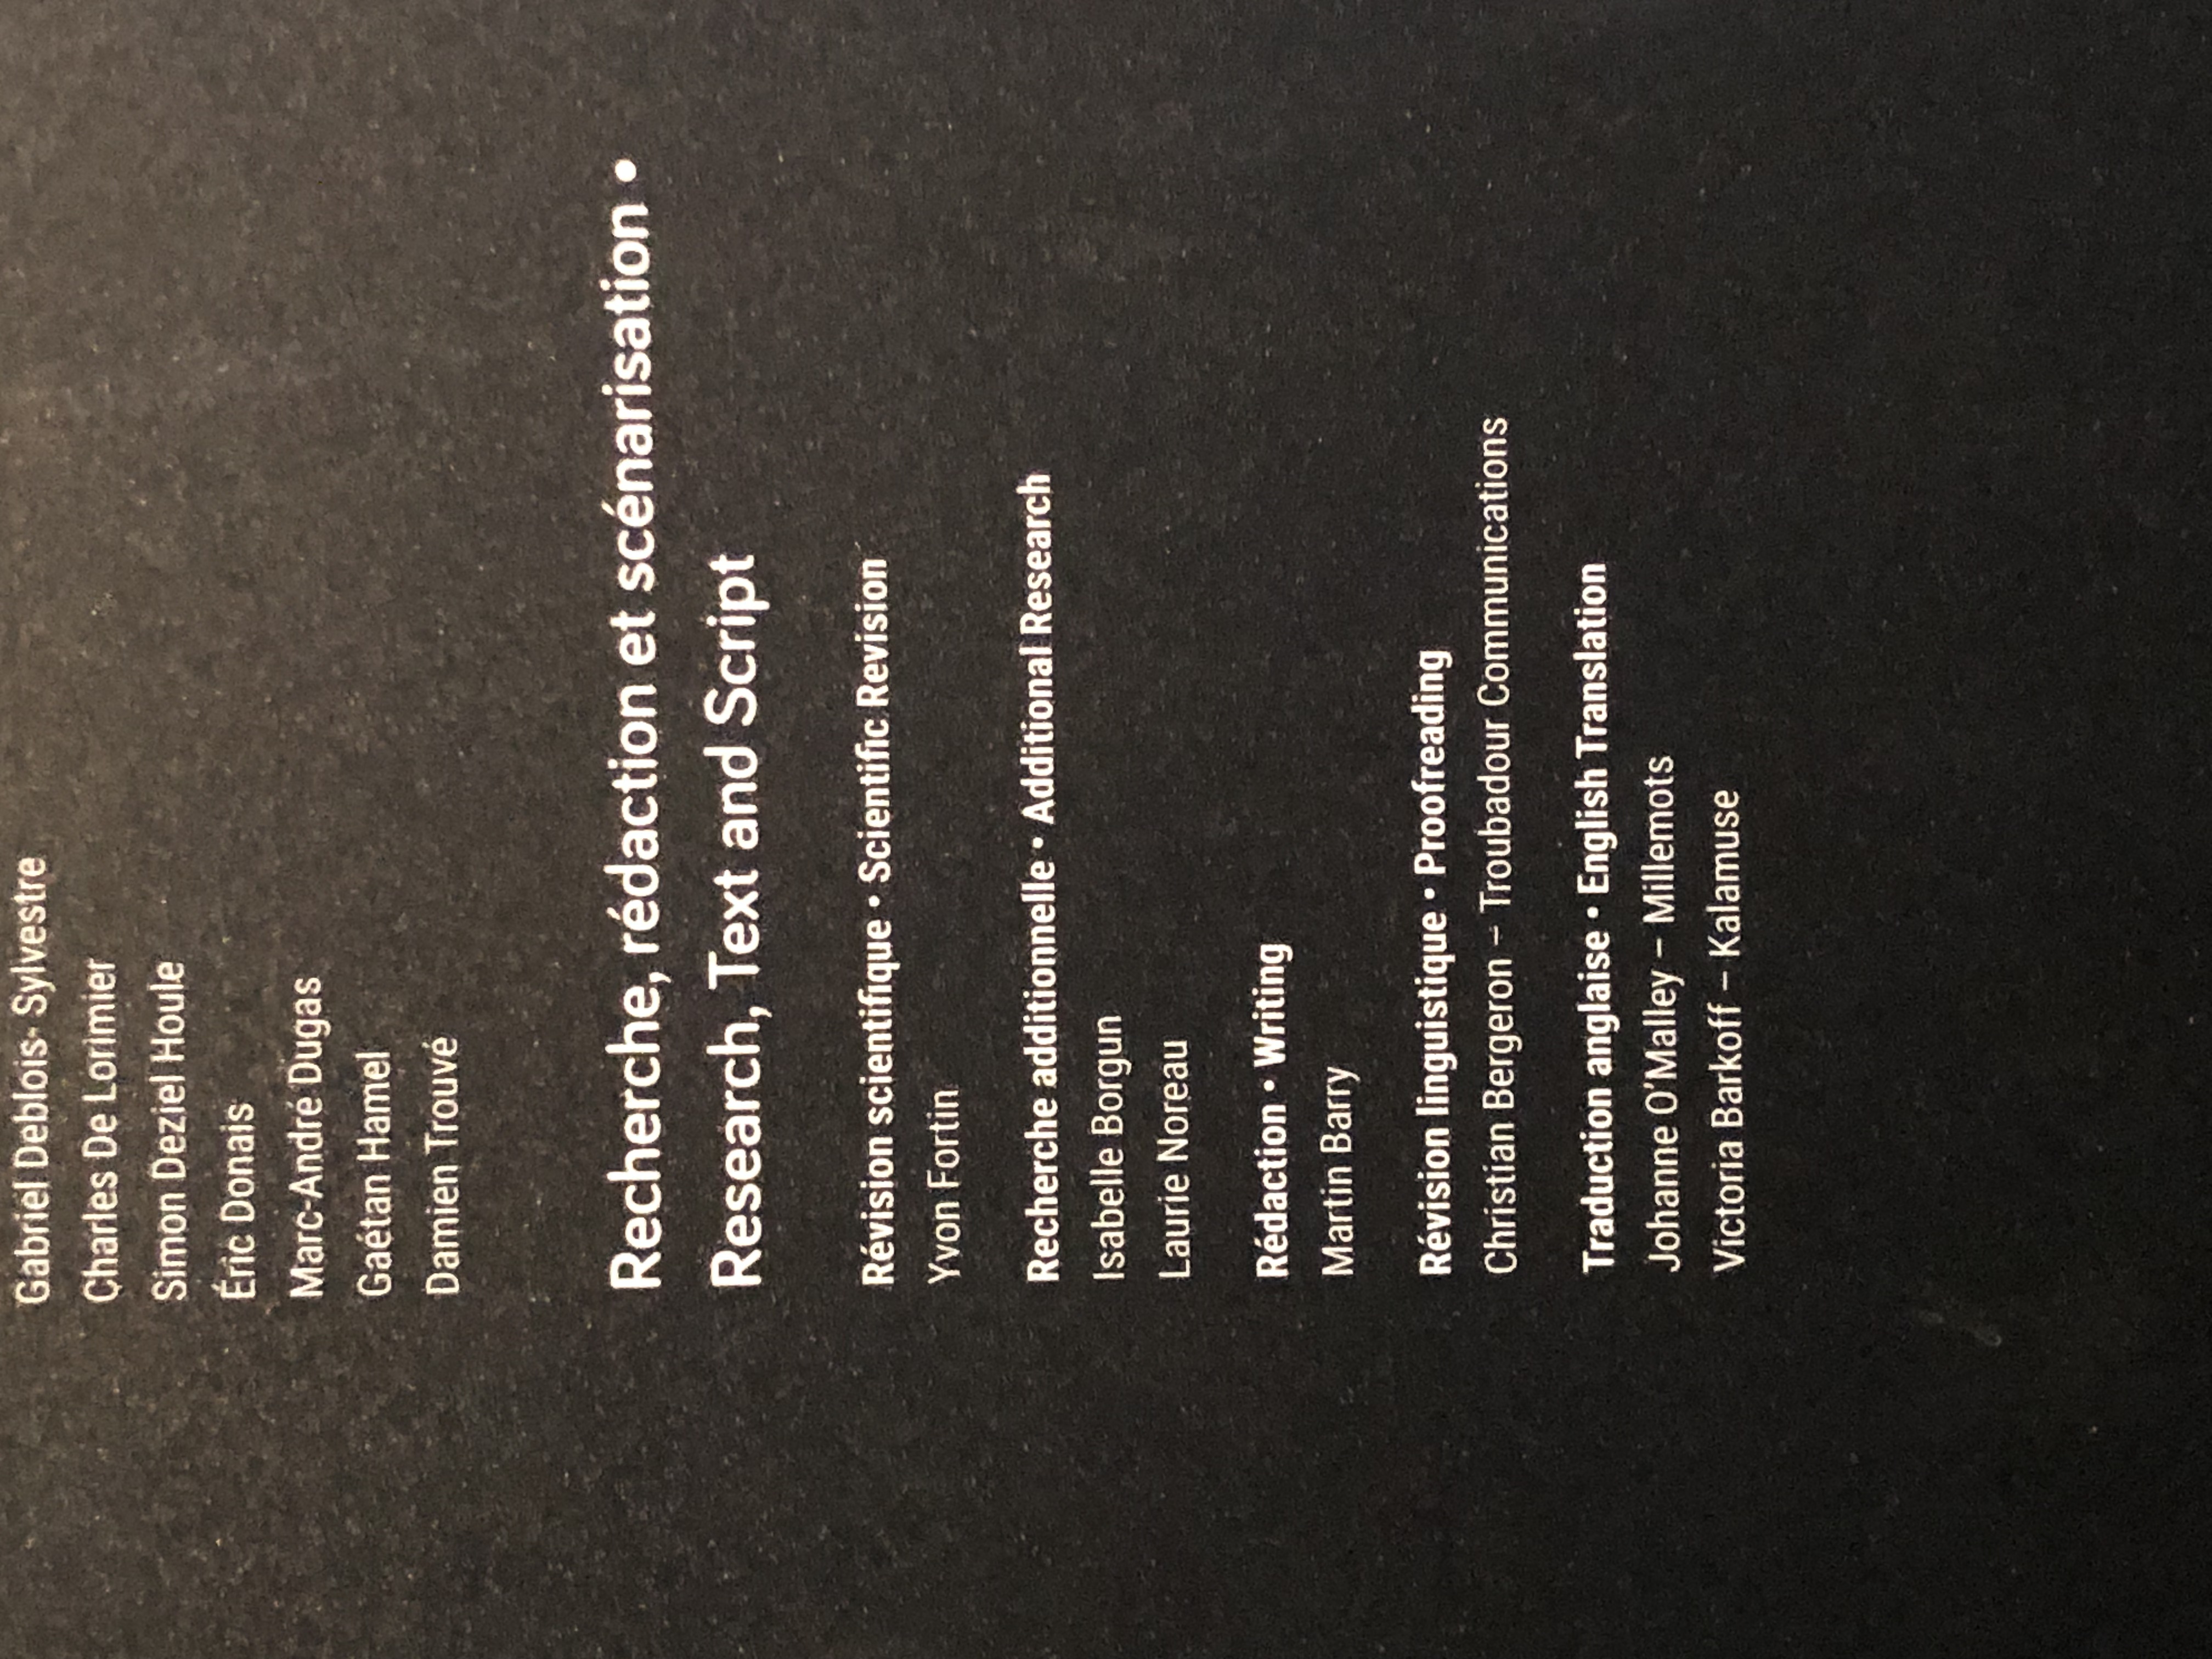 Gabriel Deblois- Sylvestre
Charles De Lorimier
Simon Deziel Houle
Éric Donais
Marc-André Dugas
Gaétan Hamel
Damien Trouvé
Recherche, rédaction et scénarisation •
Research, Text and Script
Révision scientifique • Scientific Revision
Yvon Fortin
Recherche additionnelle • Additional Research
Isabelle Borgun
Laurie Noreau
Rédaction • Writing
Martin Barry
Révision linguistique • Proofreading
Christian Bergeron – Troubadour Communications
Traduction anglaise • English Translation
Johanne O'Malley – Millemots
Victoria Barkoff – Kalamuse